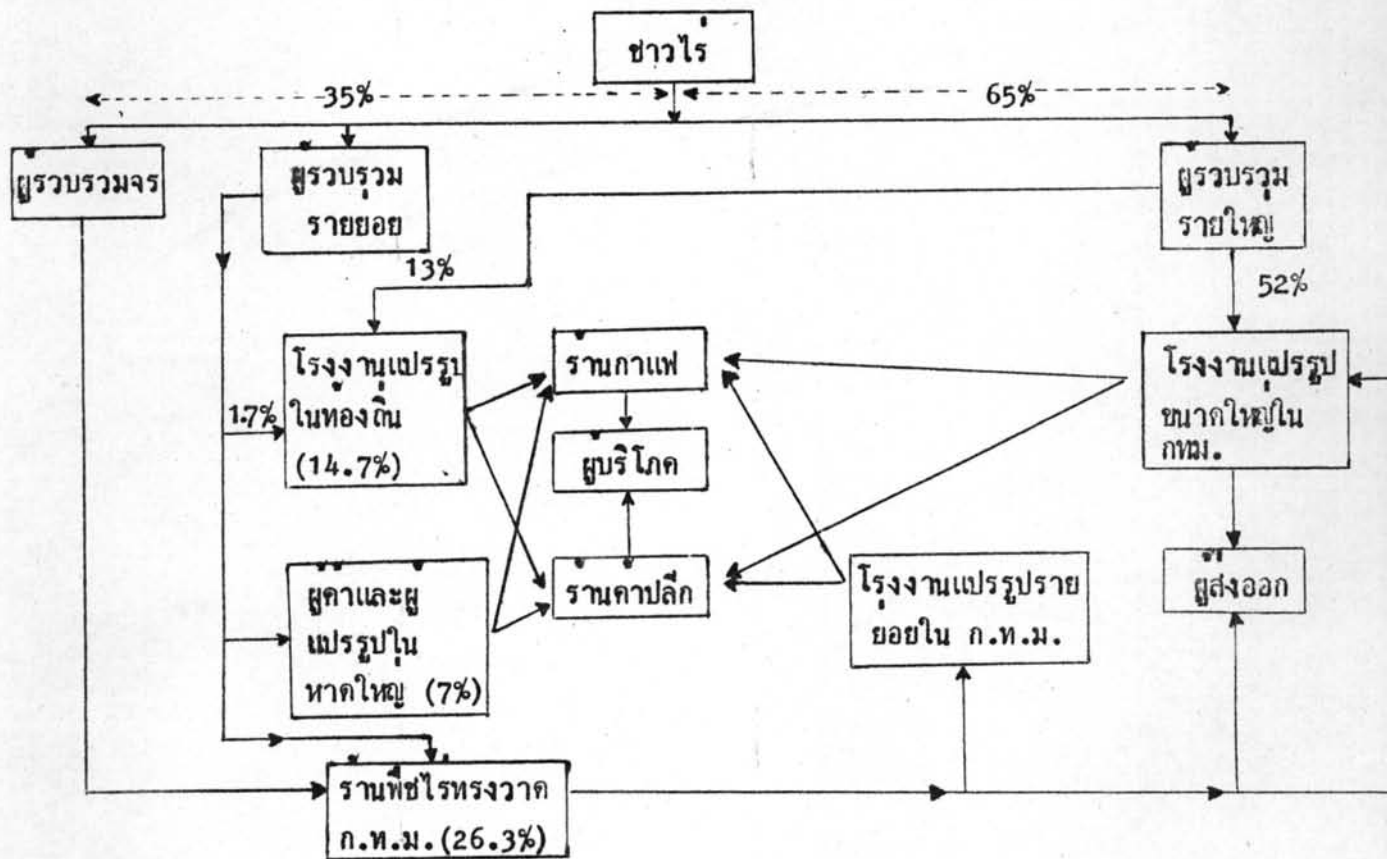 ชาวไร่
35%
65%
ผู้รวบรวมจร
ผู้รวบรวม
รายย่อย
ผู้รวบรวม
รายใหญ่
13%
52%
โรงงานแปรรูป
ในท้องถิ่น
(14.7%)
1.7%
ร้านกาแฟ
ผู้บริโภค
ร้านค้าปลีก
โรงงานแปรรูป
ขนาดใหญ่ใน
กทม.
ผู้ค้าและผู้
แปรรูปใน
หาดใหญ่ (7%)
โรงงานแปรรูปราย
ย่อยใน ก.ท.ม.
ผู้ส่งออก
ร้านพืชไร่ทรงวาด
ก.ท.ม. (26.3%)